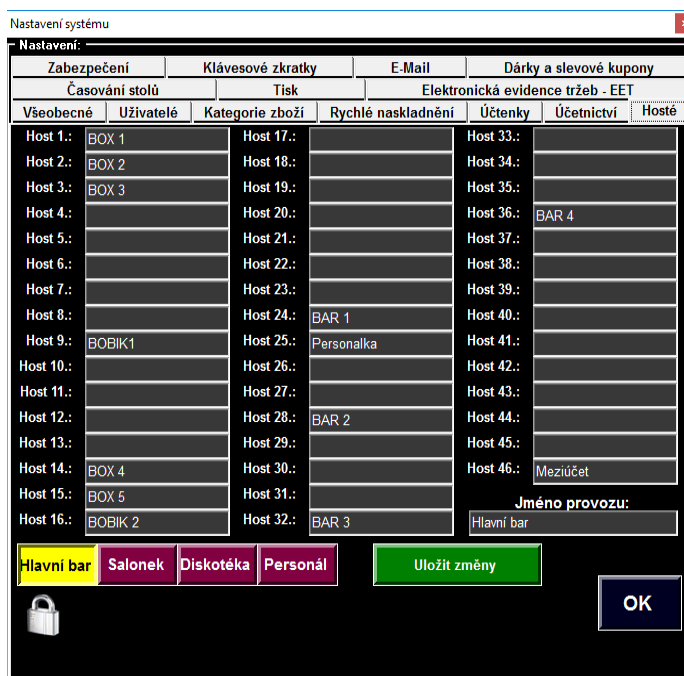 Nastavení systému
Nastavení:
Zabezpečení Klávesové zkratky E-Mail Dárky a slevové kupony
Časování stolů Tisk Elektronická evidence tržeb - EET
Všeobecné Uživatelé Kategorie zboží Rychlé naskladnění Účtenky Účetnictví Hosté
Host 1.: BOX 1 Host 17.: Host 33.:
Host 2.: BOX 2 Host 18.: Host 34.:
Host 3.: BOX 3 Host 19.: Host 35.:
Host 4.: Host 20.: Host 36.: BAR 4
Host 5.: Host 21.: Host 37.:
Host 6.: Host 22.: Host 38.:
Host 7.: Host 23.: Host 39.:
Host 8.: Host 24.: BAR 1 Host 40.:
Host 9.: BOBIK1 Host 25.: Personalka Host 41.:
Host 10.: Host 26.: Host 42.:
Host 11.: Host 27.: Host 43.:
Host 12.: Host 28.: BAR 2 Host 44.:
Host 13.: Host 29.: Host 45.:
Host 14.: BOX 4 Host 30.: Host 46.: Meziúčet
Host 15.: BOX 5 Host 31.: Jméno provozu:
Host 16.: BOBIK 2 Host 32.: BAR 3 Hlavní bar
Hlavní bar Salonek Diskotéka Personál Uložit změny
OK